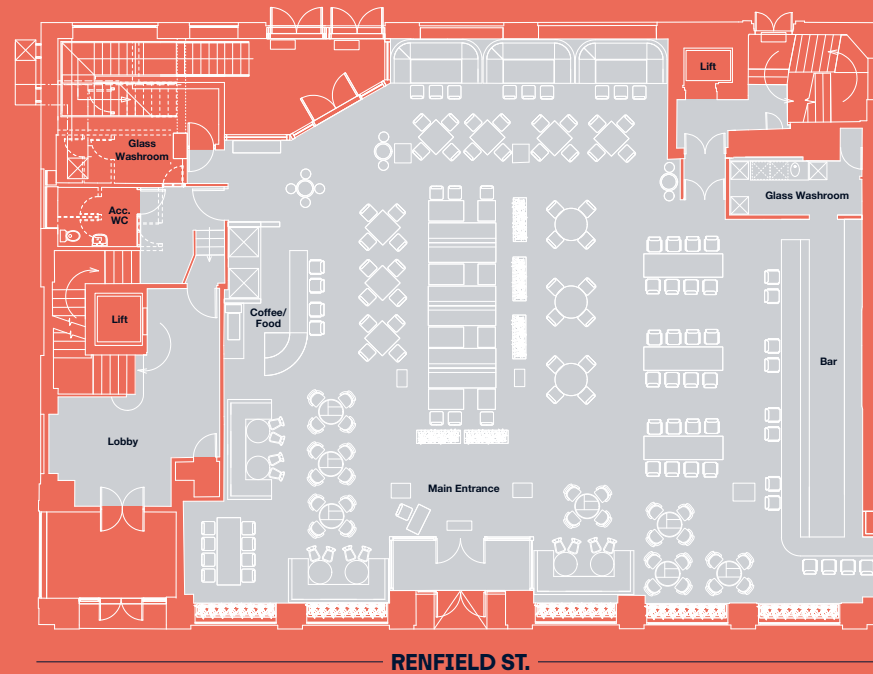 Lift
Glass
Washroom
Glass Washroom
Acc.
WC
Lift
Coffee/
Food
Bar
Lobby
Main Entrance
RENFIELD ST.